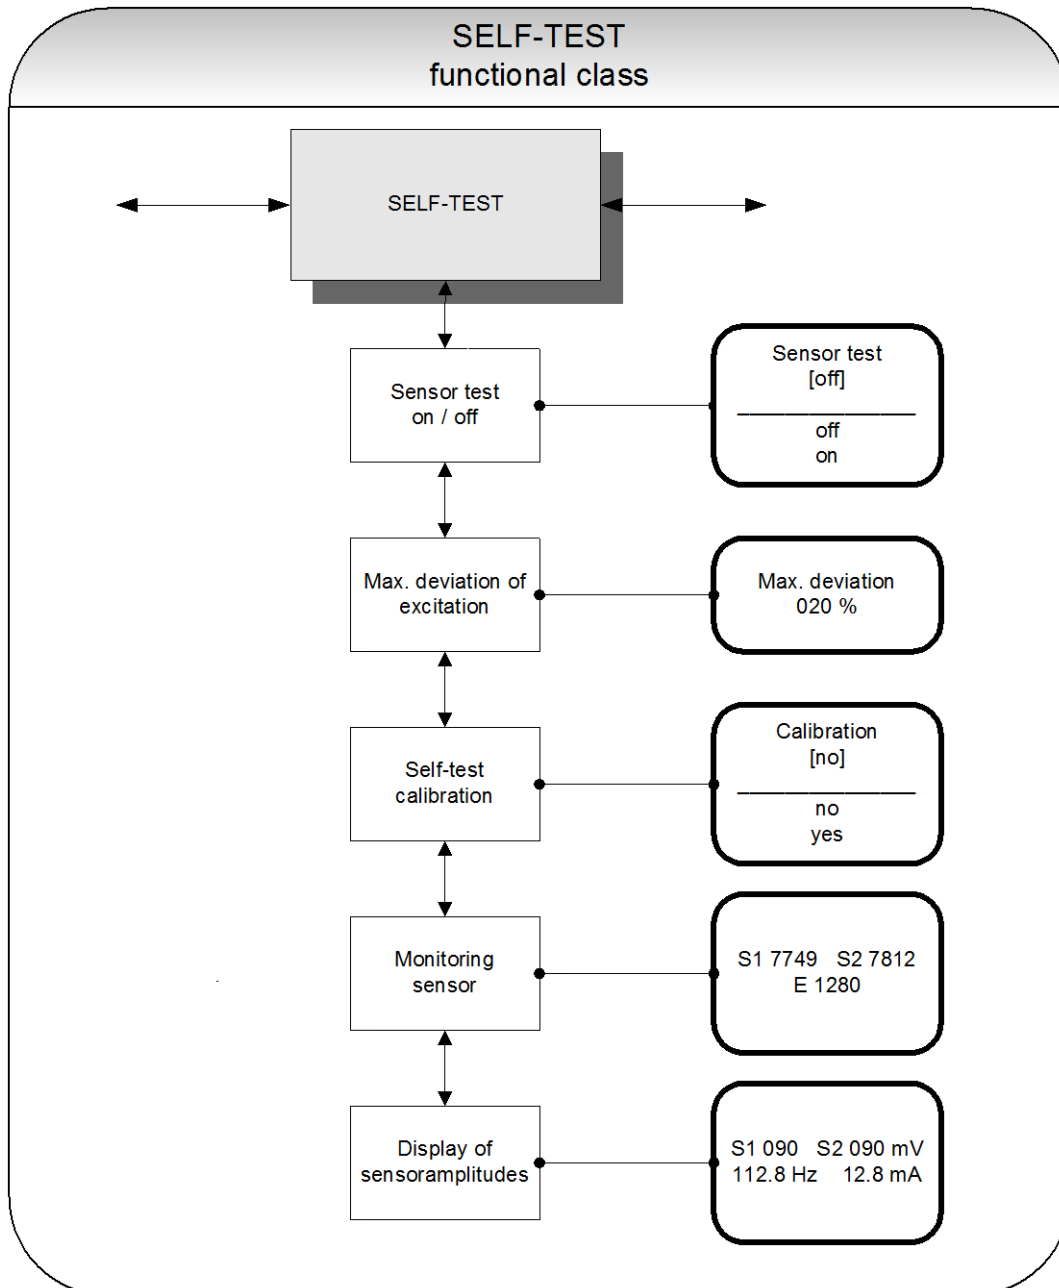 SELF-TEST
functional class
SELF-TEST
Sensor test
on / off
Sensor test
[off]
off
on
Max. deviation of
excitation
Max. deviation
020 %
Self-test
calibration
Calibration
[no]
no
yes
Monitoring
sensor
S1 7749 S2 7812
E 1280
Display of
sensoramplitudes
S1 090 S2 090 mV
112.8 Hz 12.8 mA